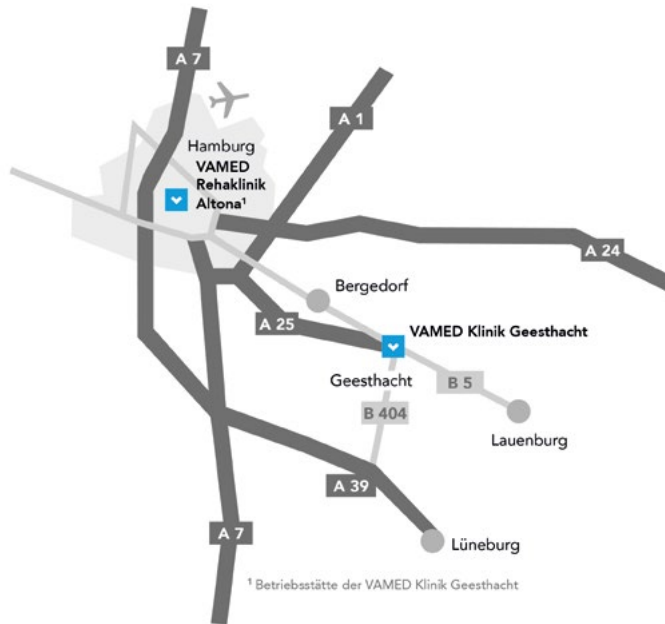 A 7
A 1
Hamburg
VAMED
Rehaklinik
Altona¹
A 24
Bergedorf
A 25
VAMED Klinik Geesthacht
Geesthacht
B 5
B 404
Lauenburg
A 39
A 7
Lüneburg
¹ Betriebsstätte der VAMED Klinik Geesthacht